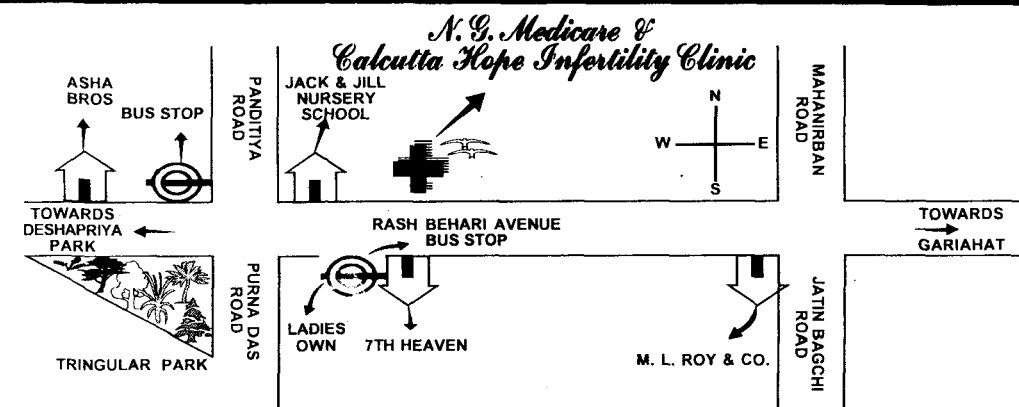 N. G. Medicare &
Calcutta Hope Infertility Clinic
ASHA
BROS
BUS STOP
PANDITIYA
ROAD
JACK & JILL
NURSERY
SCHOOL
N
W
E
S
MAHANIRBAN
ROAD
TOWARDS
DESHAPRIYA
PARK
RASH BEHARI AVENUE
BUS STOP
TOWARDS
GARIAHAT
PURNA DAS
ROAD
LADIES
OWN
7TH HEAVEN
M. L. ROY & CO.
JATIN BAGCHI
ROAD
TRINGULAR PARK